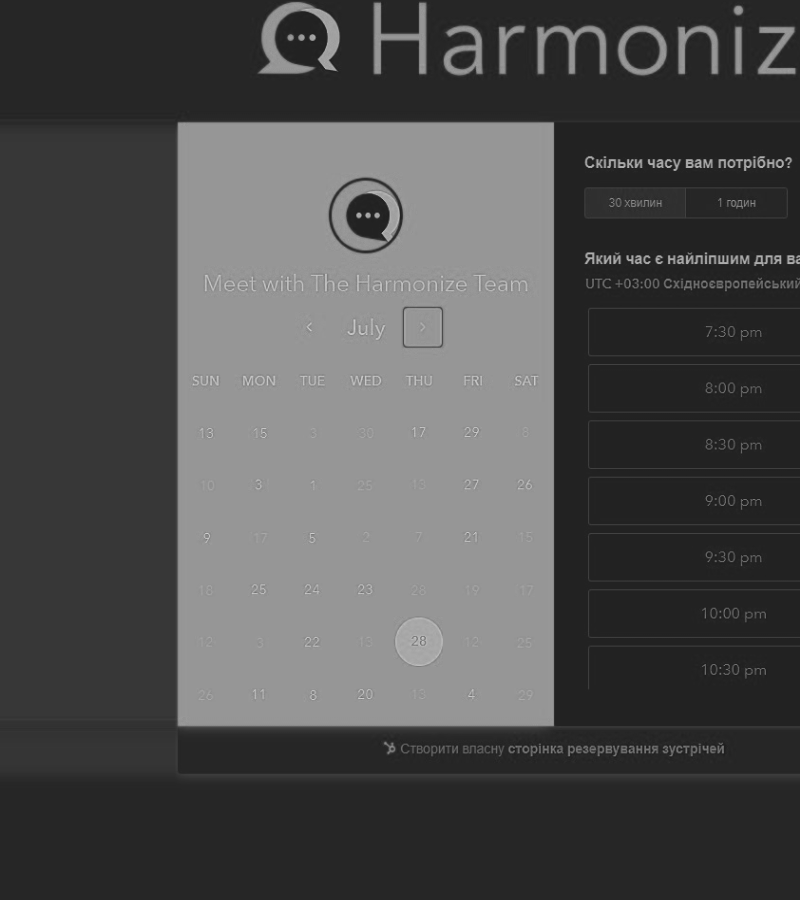 Harmoniz
Meet with The Harmonize Team
July
SUN MON TUE WED THU FRI SAT
13 15 3 30 17 29 8
10 3 1 25 13 27 26
9 17 5 2 7 21 15
18 25 24 23 28 19 17
12 3 22 13 28 12 25
26 11 8 20 13 4 29
Скільки часу вам потрібно?
30 хвилин 1 годин
Який час є найліпшим для ва
UTC +03:00 Східноєвропейський
7:30 pm
8:00 pm
8:30 pm
9:00 pm
9:30 pm
10:00 pm
10:30 pm
Створити власну сторінка резервування зустрічей